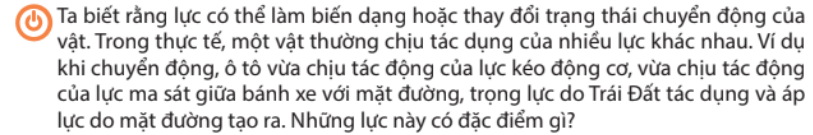 Ta biết rằng lực có thể làm biến dạng hoặc thay đổi trạng thái chuyển động của
vật. Trong thực tế, một vật thường chịu tác dụng của nhiều lực khác nhau. Ví dụ
khi chuyển động, ô tô vừa chịu tác động của lực kéo động cơ, vừa chịu tác động
của lực ma sát giữa bánh xe với mặt đường, trọng lực do Trái Đất tác dụng và áp
lực do mặt đường tạo ra. Những lực này có đặc điểm gì?